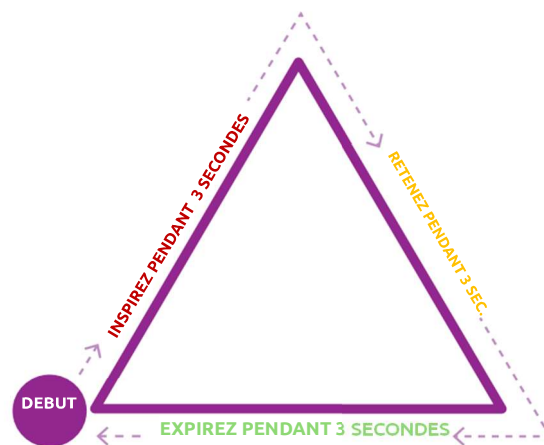 INSPIREZ PENDANT 3 SECONDES
RETENEZ PENDANT 3 SEC.
DEBUT
EXPIREZ PENDANT 3 SECONDES